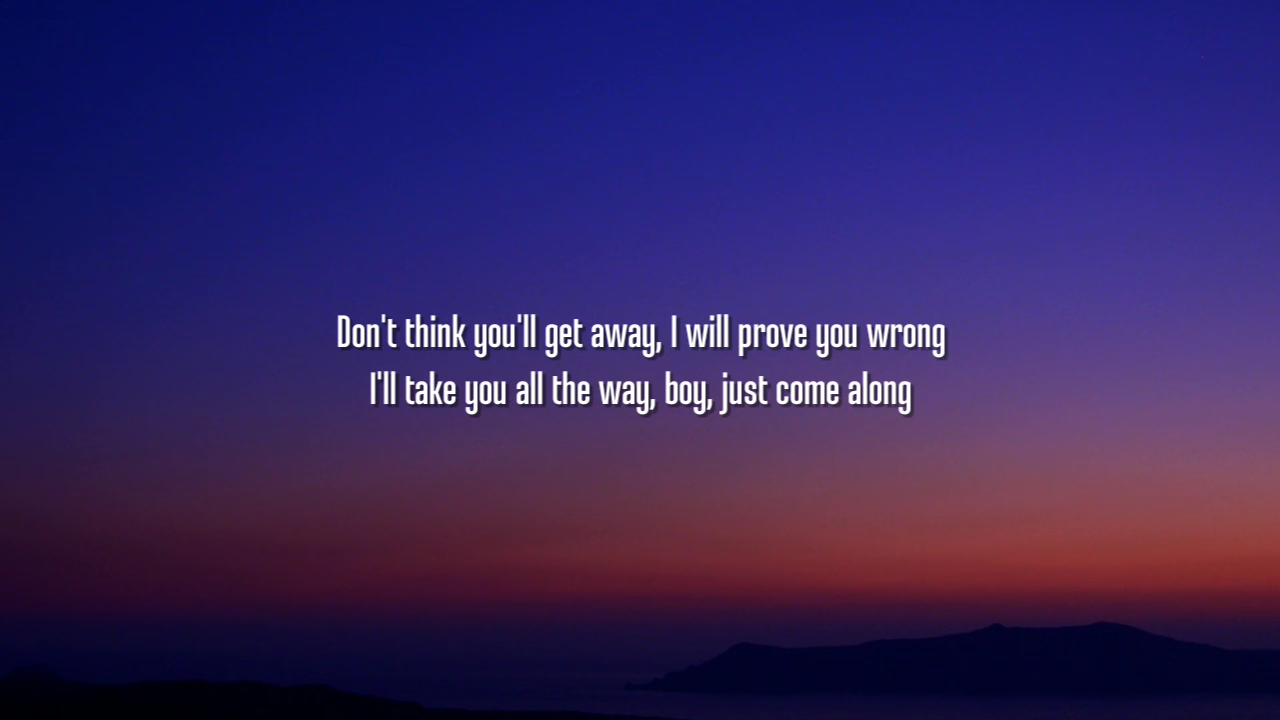 Don't think you'll get away, I will prove you wrong
I'll take you all the way, boy, just come along